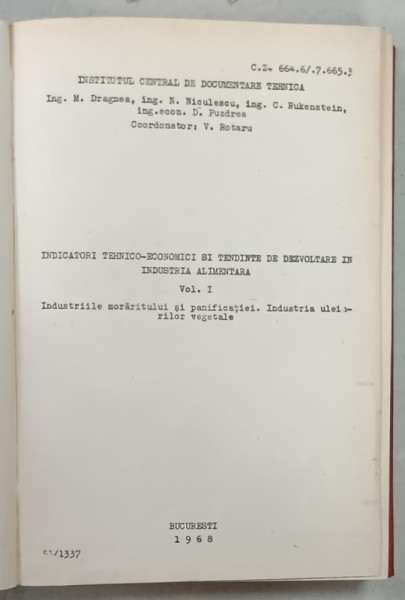 C.Z. 664.6/.7.665.3
INSTITUTUL CENTRAL DE DOCUMENTARE TEHNICA
Ing. M. Dragnea, ing. N. Niculescu, ing. C. Rukenstein,
ing.econ. D. Puzdrea
Coordonator: V. Rotaru
INDICATORI TEHNICO-ECONOMICI SI TENDINTE DE DEZVOLTARE IN
INDUSTRIA ALIMENTARA
Vol. I
Industriile morăritului şi panificaţiei. Industria uleiu-
rilor vegetale
BUCURESTI
1968
/1337